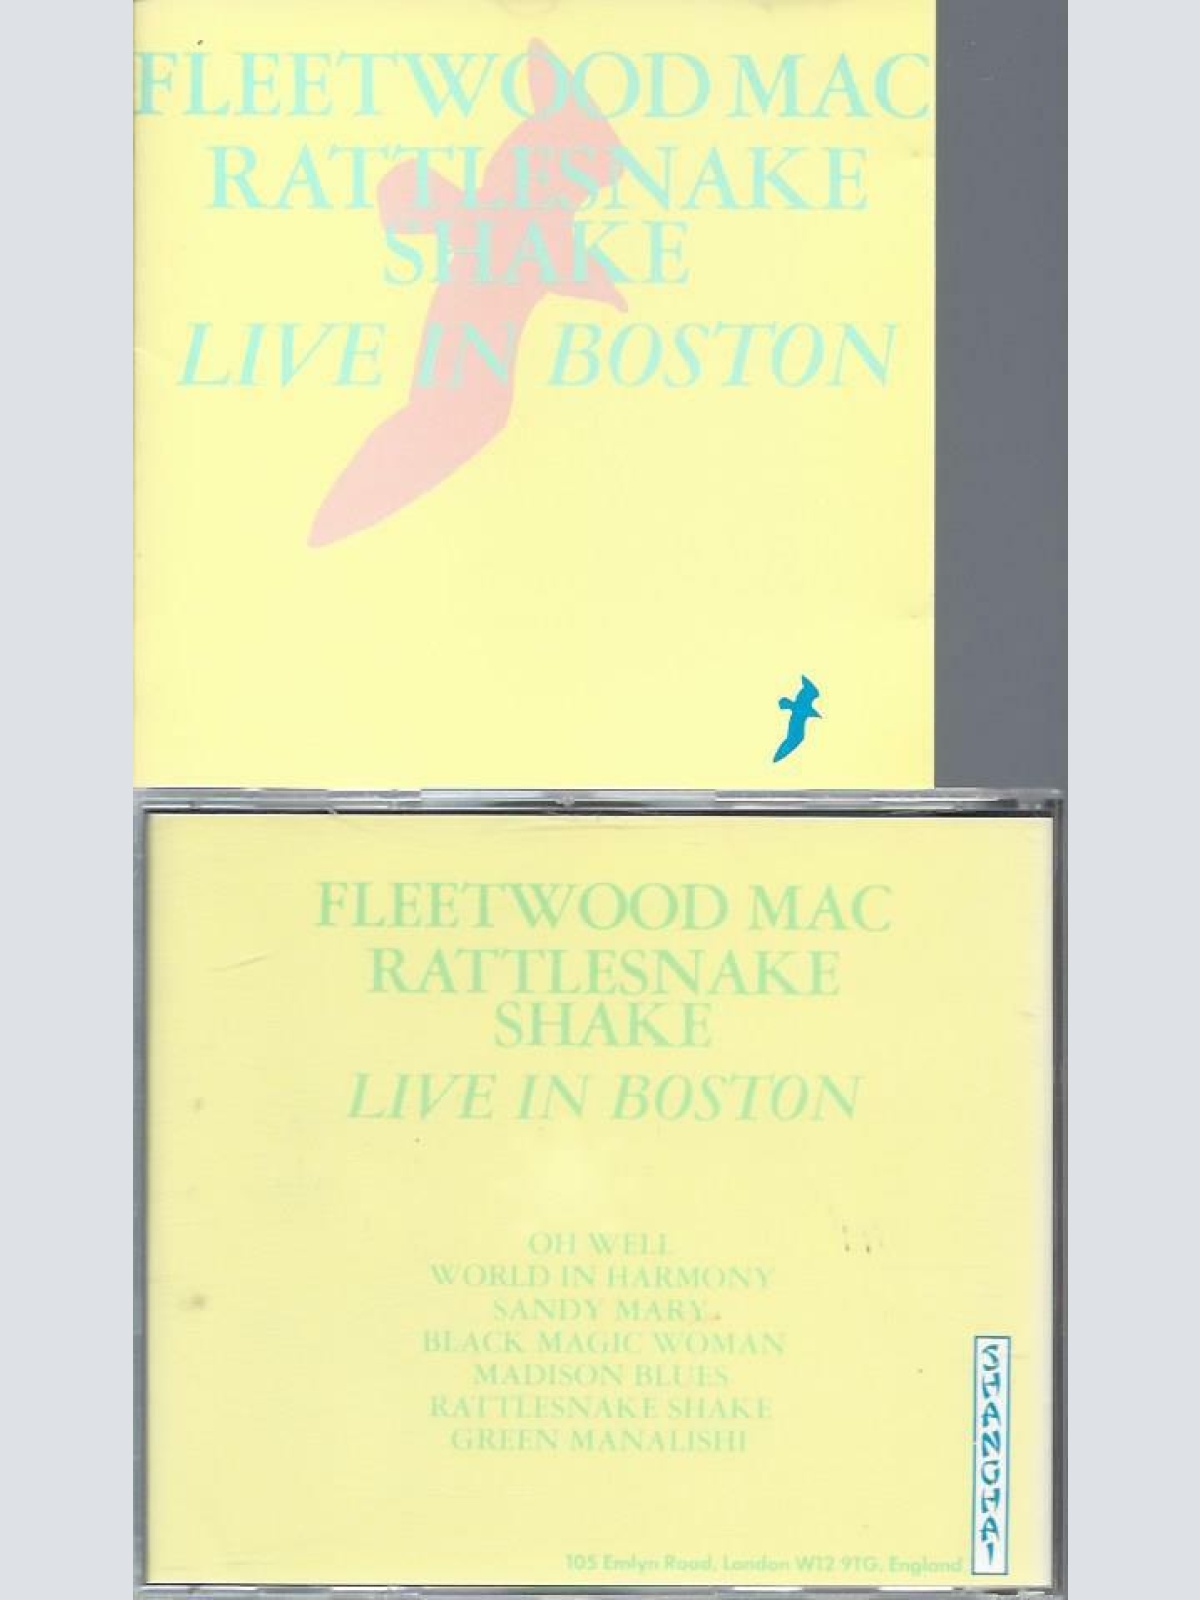 FLEETWOOD MAC
RATTLESNAKE
SHAKE
LIVE IN BOSTON
FLEETWOOD MAC
RATTLESNAKE
SHAKE
LIVE IN BOSTON
OH WELL
WORLD IN HARMONY
SANDY MARY
BLACK MAGIC WOMAN
MADISON BLUES
RATTLESNAKE SHAKE
GREEN MANALISHI
SHANGHAI
105 Emlyn Road, London W12 9TG, England